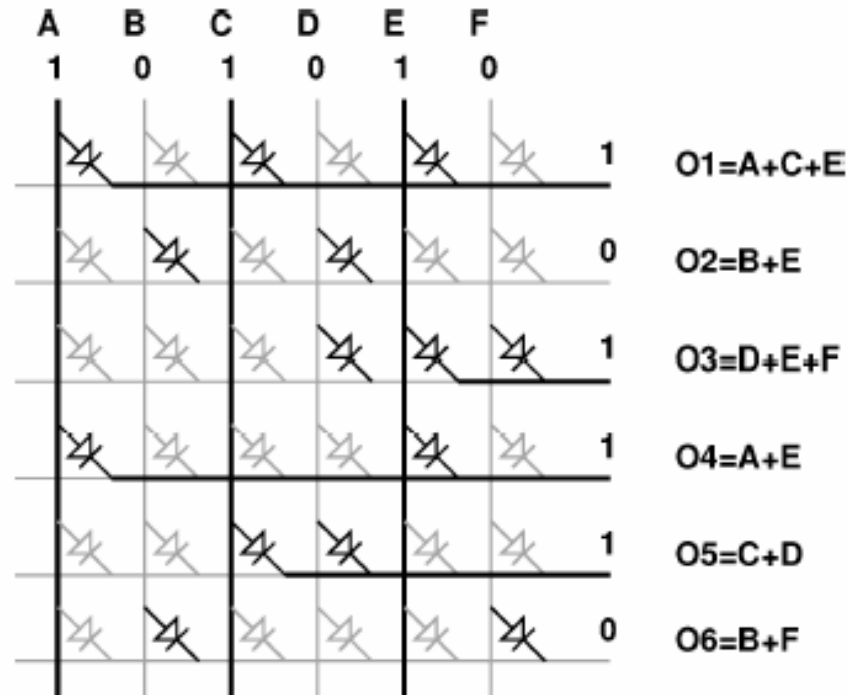 A B C D E F
1 0 1 0 1 0
1 O1=A+C+E
0 O2=B+E
1 O3=D+E+F
1 O4=A+E
1 O5=C+D
0 O6=B+F